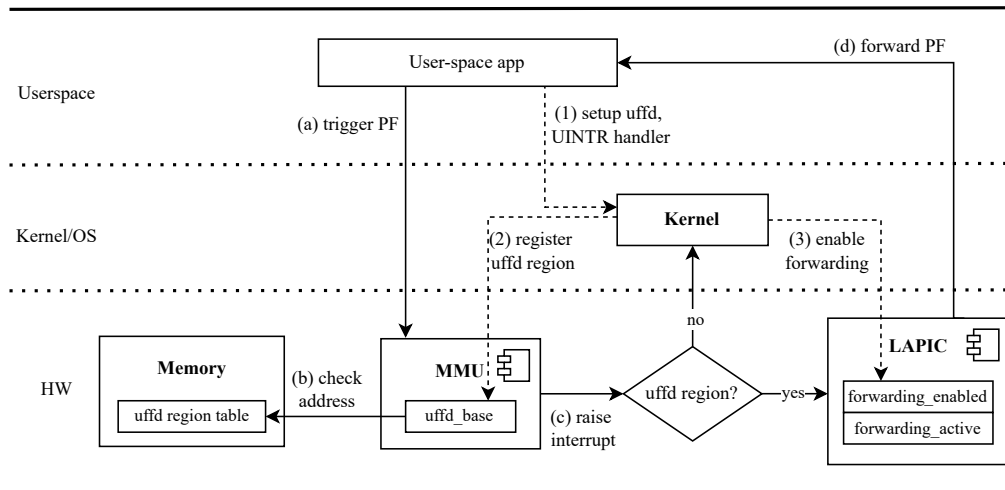 (d) forward PF
User-space app
Userspace
(a) trigger PF
(1) setup uffd,
UINTR handler
Kernel/OS
Kernel
(2) register
uffd region
(3) enable
forwarding
no
HW
Memory
uffd region table
(b) check
address
MMU
uffd_base
(c) raise
interrupt
uffd region?
yes
LAPIC
forwarding_enabled
forwarding_active